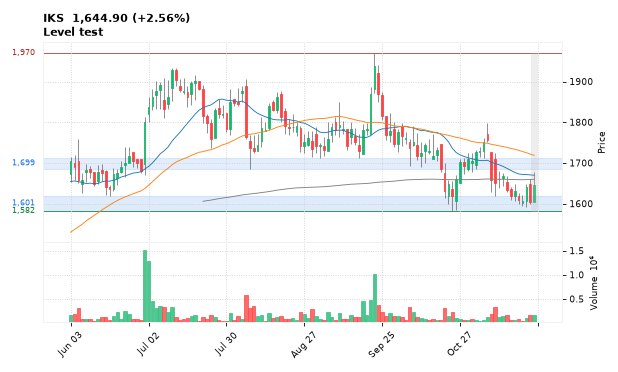 IKS 1,644.90 (+2.56%)
Level test
1,970
1,699
1,601
1,582
1900
1800
1700
1600
Price
1.5
1.0
0.5
Volume 10⁶
Jun 03
Jul 02
Jul 30
Aug 27
Sep 25
Oct 27